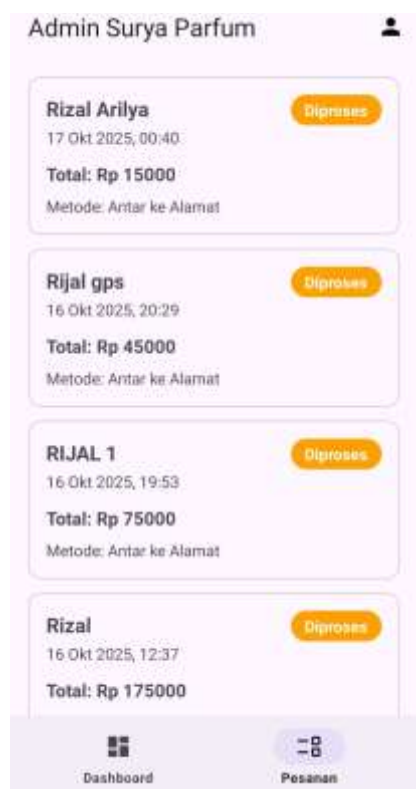 Admin Surya Parfum
Rizal Arilya
Diproses
17 Okt 2025, 00:40
Total: Rp 15000
Metode: Antar ke Alamat
Rijal gps
Diproses
16 Okt 2025, 20:29
Total: Rp 45000
Metode: Antar ke Alamat
RIJAL 1
Diproses
16 Okt 2025, 19:53
Total: Rp 75000
Metode: Antar ke Alamat
Rizal
Diproses
16 Okt 2025, 12:37
Total: Rp 175000
Dashboard
Pesanan